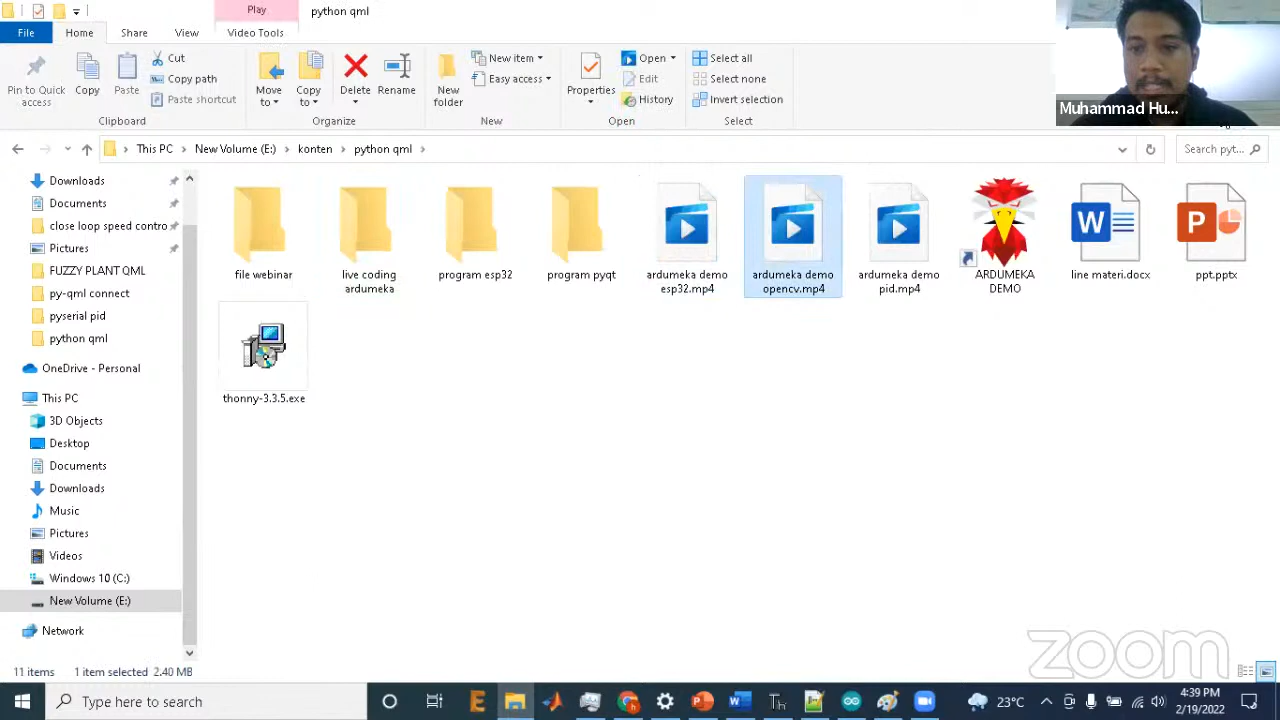 Play
python qml
File
Home
Share
View
Video Tools
Pin to Quick
access
Copy
Paste
Cut
Copy path
Paste shortcut
Clipboard
Move
to
Copy
to
Delete
Rename
Organize
New
folder
New item
Easy access
New
Properties
Open
Edit
History
Open
Select all
Select none
Invert selection
Select
Muhammad Hu...
This PC > New Volume (E:) > konten > python qml >
Search pyt...
Downloads
Documents
close loop speed contro
Pictures
FUZZY PLANT QML
py-qml connect
pyserial pid
python qml
OneDrive - Personal
This PC
3D Objects
Desktop
Documents
Downloads
Music
Pictures
Videos
Windows 10 (C:)
New Volume (E:)
Network
file webinar
live coding
ardumeka
program esp32
program pyqt
ardumeka demo
esp32.mp4
ardumeka demo
opencv.mp4
ardumeka demo
pid.mp4
ARDUMEKA
DEMO
W
line materi.docx
P
ppt.pptx
thonny-3.3.5.exe
11 items
1 item selected 2.40 MB
zoom
Type here to search
Th
23°C
4:39 PM
2/19/2022